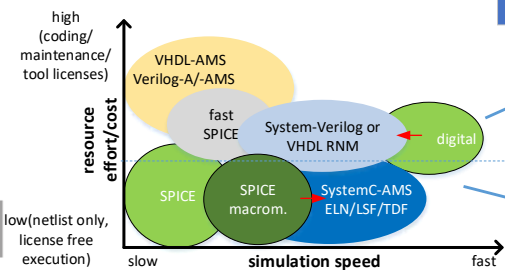 high
(coding/
maintenance/
tool licenses)
resource
effort/cost
VHDL-AMS
Verilog-A/-AMS
fast
SPICE
System-Verilog or
VHDL RNM
digital
SPICE
SPICE
macrom.
SystemC-AMS
ELN/LSF/TDF
low(netlist only,
license free
execution)
slow
simulation speed
fast